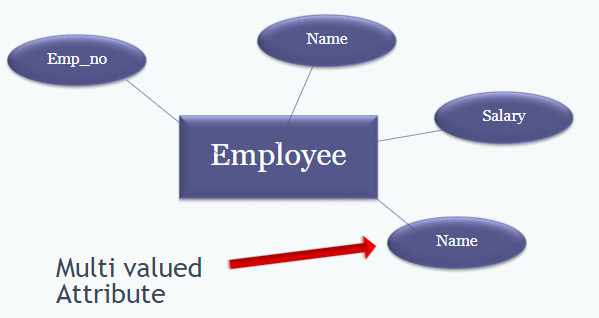 Name
Emp_no
Salary
Employee
Name
Multi valued
Attribute